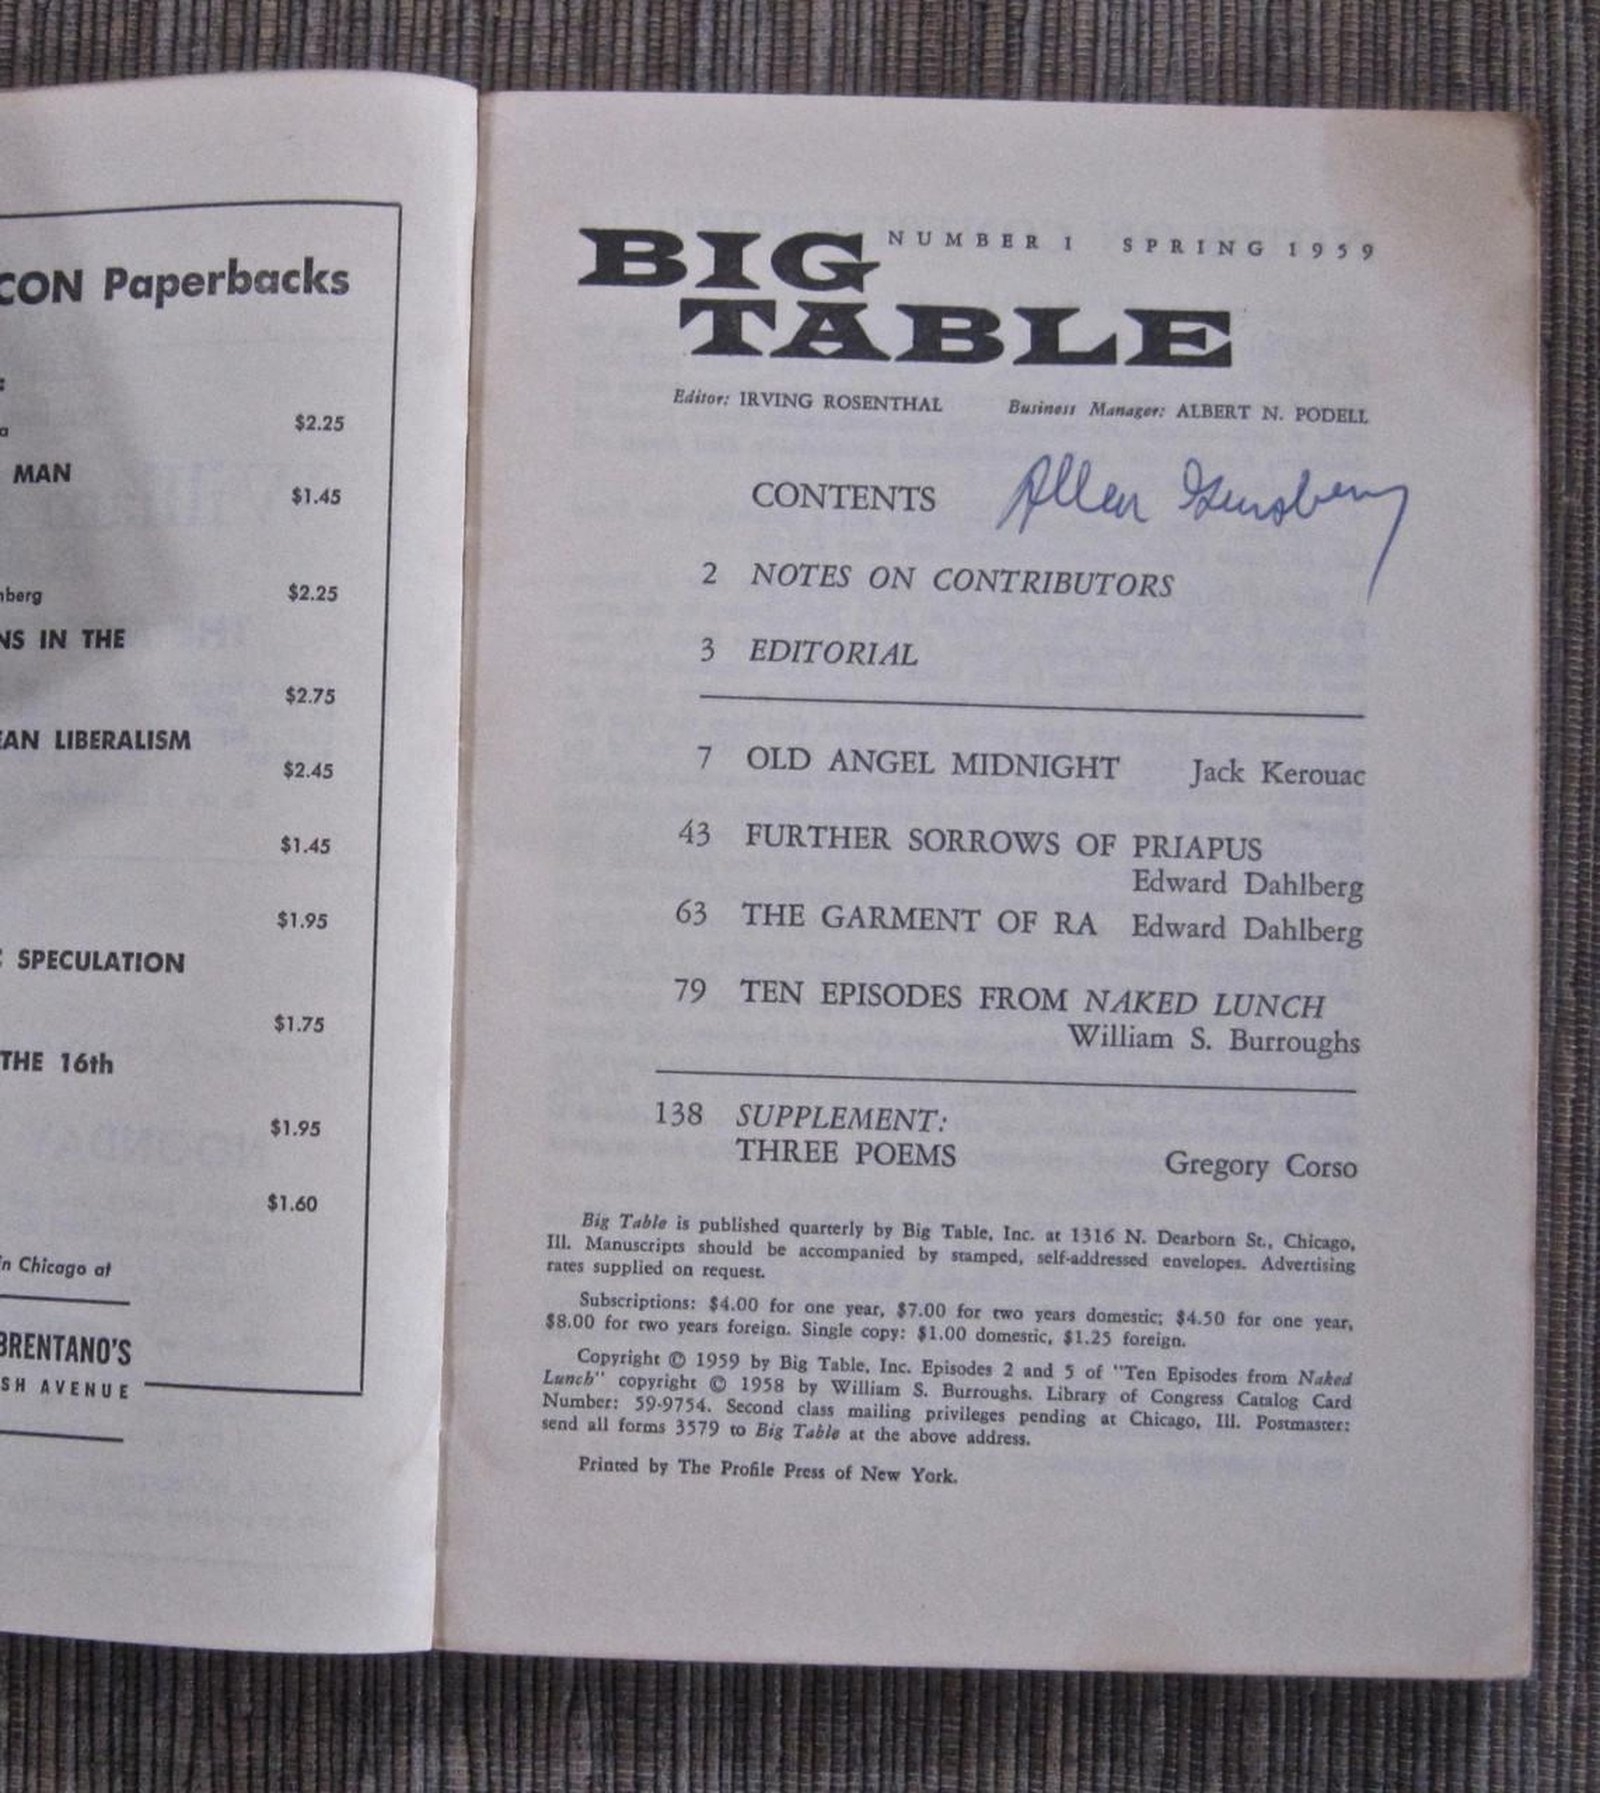 CON Paperbacks
$2.25
MAN
$1.45
$2.25
IN THE
$2.75
LIBERALISM
$2.45
$1.45
$1.95
SPECULATION
$1.75
THE 16th
$1.95
$1.60
in Chicago at
BRENTANO'S
SH AVENUE
BIG NUMBER 1 SPRING 1959
TABLE
Editor: IRVING ROSENTHAL Business Manager: ALBERT N. PODELL
CONTENTS Allen Ginsberg
2 NOTES ON CONTRIBUTORS
3 EDITORIAL
7 OLD ANGEL MIDNIGHT Jack Kerouac
43 FURTHER SORROWS OF PRIAPUS
Edward Dahlberg
63 THE GARMENT OF RA Edward Dahlberg
79 TEN EPISODES FROM NAKED LUNCH
William S. Burroughs
138 SUPPLEMENT:
THREE POEMS Gregory Corso
Big Table is published quarterly by Big Table, Inc. at 1316 N. Dearborn St., Chicago,
Ill. Manuscripts should be accompanied by stamped, self-addressed envelopes. Advertising
rates supplied on request.
Subscriptions: $4.00 for one year, $7.00 for two years domestic; $4.50 for one year,
$8.00 for two years foreign. Single copy: $1.00 domestic, $1.25 foreign.
Copyright © 1959 by Big Table, Inc. Episodes 2 and 5 of "Ten Episodes from Naked
Lunch" copyright © 1958 by William S. Burroughs. Library of Congress Catalog Card
Number: 59-9754. Second class mailing privileges pending at Chicago, Ill. Postmaster:
send all forms 3579 to Big Table at the above address.
Printed by The Profile Press of New York.